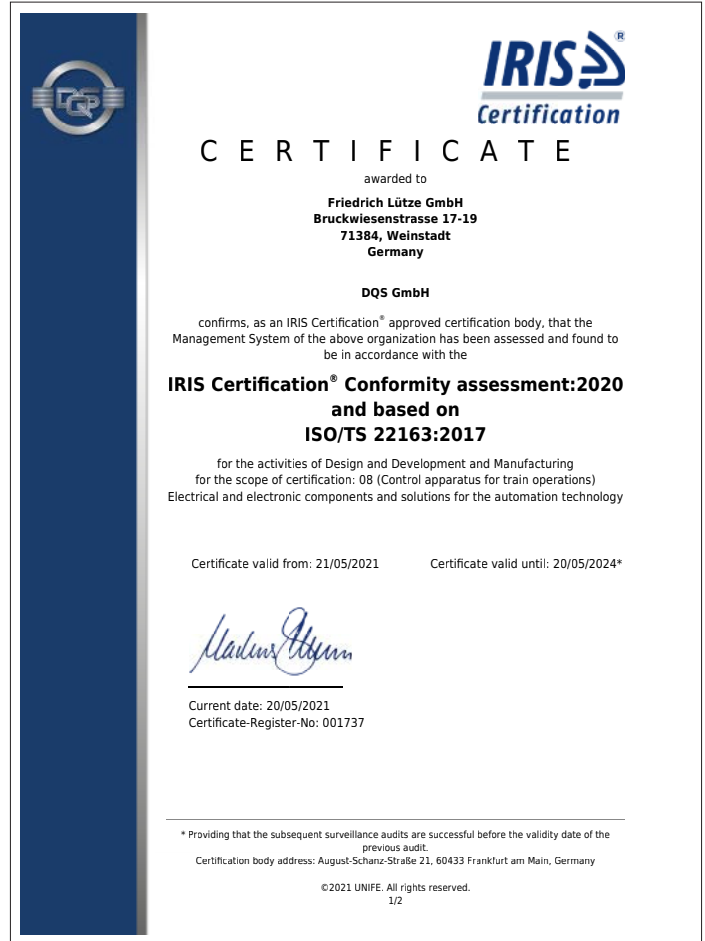 DQS
IRIS ®
Certification
CERTIFICATE
awarded to
Friedrich Lütze GmbH
Bruckwiesenstrasse 17-19
71384, Weinstadt
Germany
DQS GmbH
confirms, as an IRIS Certification® approved certification body, that the
Management System of the above organization has been assessed and found to
be in accordance with the
IRIS Certification® Conformity assessment:2020
and based on
ISO/TS 22163:2017
for the activities of Design and Development and Manufacturing
for the scope of certification: 08 (Control apparatus for train operations)
Electrical and electronic components and solutions for the automation technology
Certificate valid from: 21/05/2021 Certificate valid until: 20/05/2024*
Current date: 20/05/2021
Certificate-Register-No: 001737
* Providing that the subsequent surveillance audits are successful before the validity date of the
previous audit.
Certification body address: August-Schanz-Straße 21, 60433 Frankfurt am Main, Germany
©2021 UNIFE. All rights reserved.
1/2